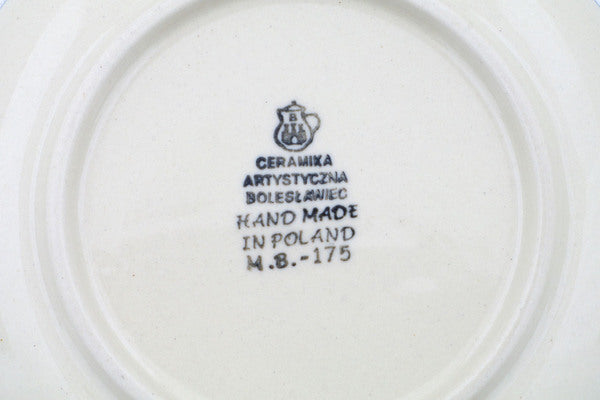 B
CERAMIKA
ARTYSTYCZNA
BOLESŁAWIEC
HAND MADE
IN POLAND
M.B.-175